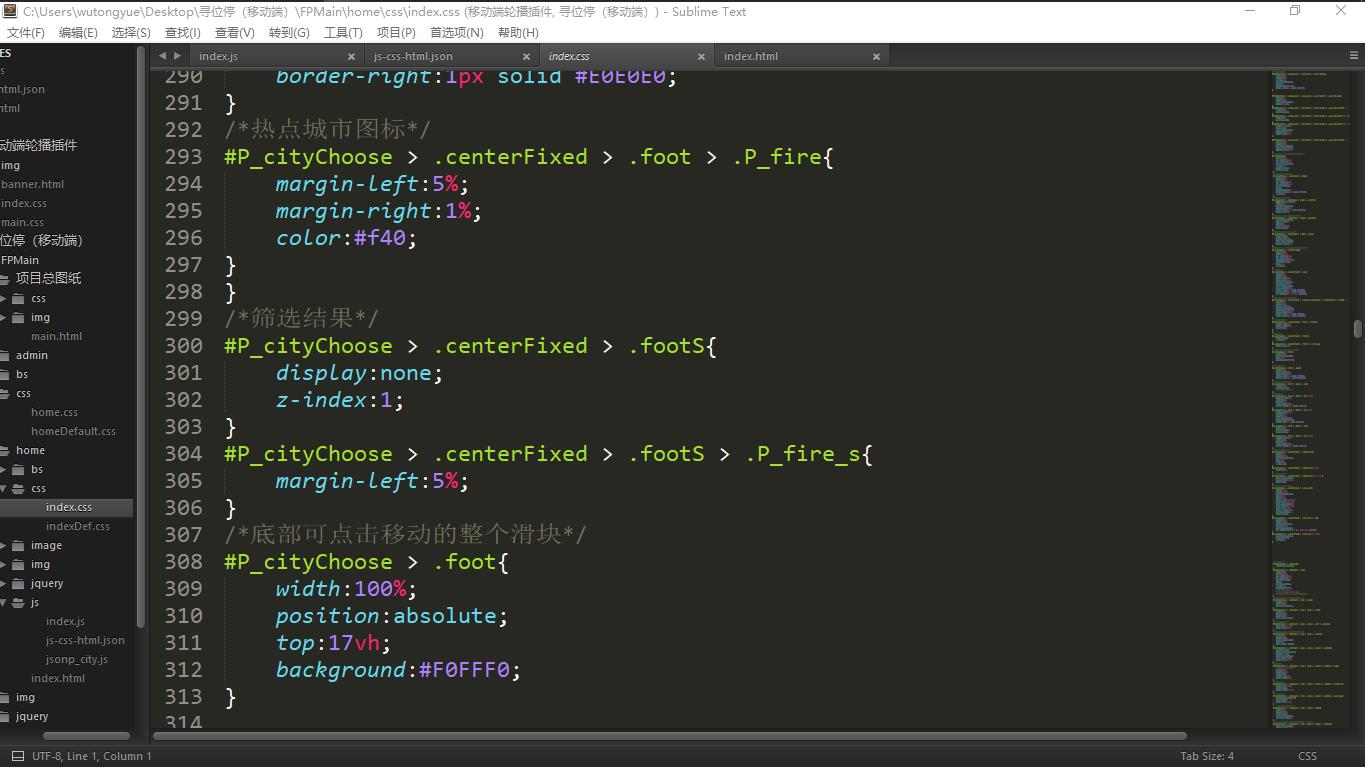 C:\Users\wutongyue\Desktop\寻位停（移动端）\FPMain\home\css\index.css (移动端轮播插件, 寻位停（移动端）) - Sublime Text
文件(F) 编辑(E) 选择(S) 查找(I) 查看(V) 转到(G) 工具(T) 项目(P) 首选项(N) 帮助(H)
index.js × js-css-html.json × index.css × index.html ×
ES
s
html.json
html
动端轮播插件
img
banner.html
index.css
main.css
位停（移动端）
FPMain
项目总图纸
css
img
main.html
admin
bs
css
home.css
homeDefault.css
home
bs
css
index.css
indexDef.css
image
img
jquery
js
index.js
js-css-html.json
jsonp_city.js
index.html
img
jquery
290 border-right:1px solid #E0E0E0;
291 }
292 /*热点城市图标*/
293 #P_cityChoose > .centerFixed > .foot > .P_fire{
294 margin-left:5%;
295 margin-right:1%;
296 color:#f40;
297 }
298 }
299 /*筛选结果*/
300 #P_cityChoose > .centerFixed > .footS{
301 display:none;
302 z-index:1;
303 }
304 #P_cityChoose > .centerFixed > .footS > .P_fire_s{
305 margin-left:5%;
306 }
307 /*底部可点击移动的整个滑块*/
308 #P_cityChoose > .foot{
309 width:100%;
310 position:absolute;
311 top:17vh;
312 background:#F0FFF0;
313 }
314
UTF-8, Line 1, Column 1 Tab Size: 4 CSS